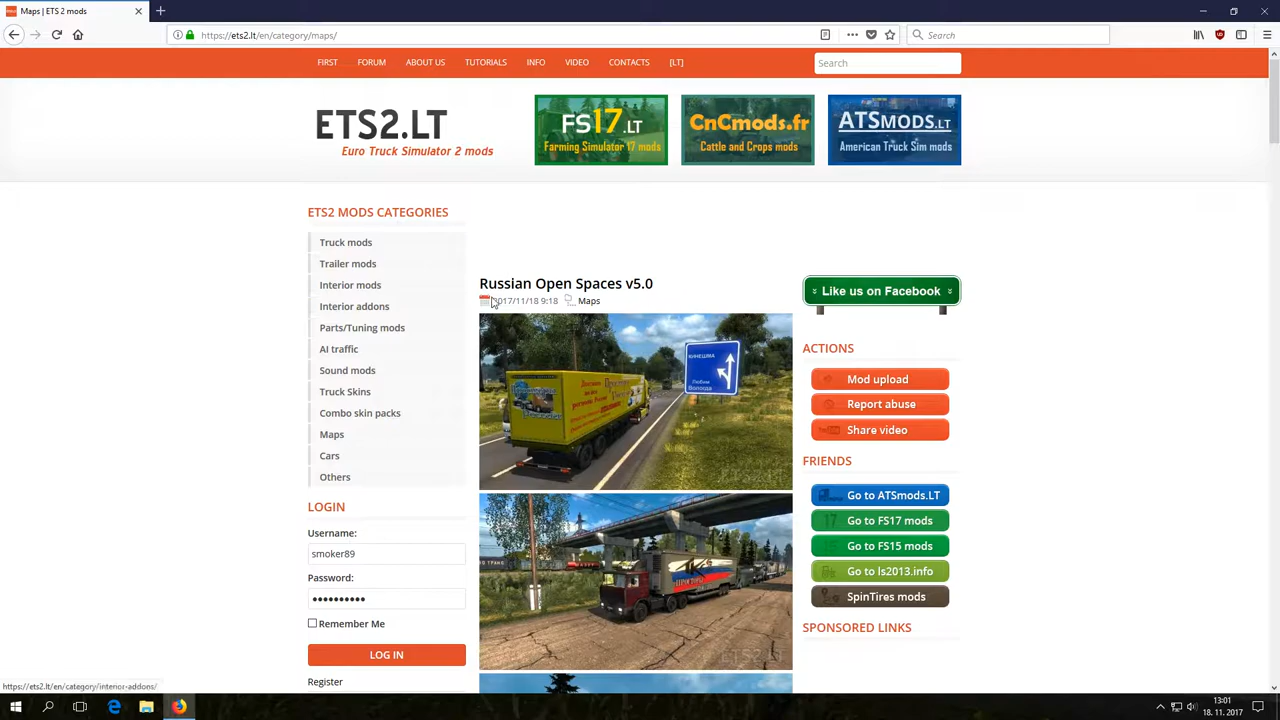 Maps | ETS 2 mods
https://ets2.lt/en/category/maps/
Search
FIRST
FORUM
ABOUT US
TUTORIALS
INFO
VIDEO
CONTACTS
[LT]
Search
ETS2.LT
Euro Truck Simulator 2 mods
FS17.LT
Farming Simulator 17 mods
CnCmods.fr
Cattle and Crops mods
ATSMODS.LT
American Truck Sim mods
ETS2 MODS CATEGORIES
Truck mods
Trailer mods
Interior mods
Interior addons
Parts/Tuning mods
AI traffic
Sound mods
Truck Skins
Combo skin packs
Maps
Cars
Others
LOGIN
Username:
smoker89
Password:
••••••••••
Remember Me
LOG IN
Register
Russian Open Spaces v5.0
2017/11/18 9:18
Maps
КИНЕШМА
Любим
Вологда
ETS2.LT
Like us on Facebook
ACTIONS
Mod upload
Report abuse
Share video
FRIENDS
Go to ATSmods.LT
Go to FS17 mods
Go to FS15 mods
Go to ls2013.info
SpinTires mods
SPONSORED LINKS
https://ets2.lt/en/category/interior-addons/
13:01
18. 11. 2017